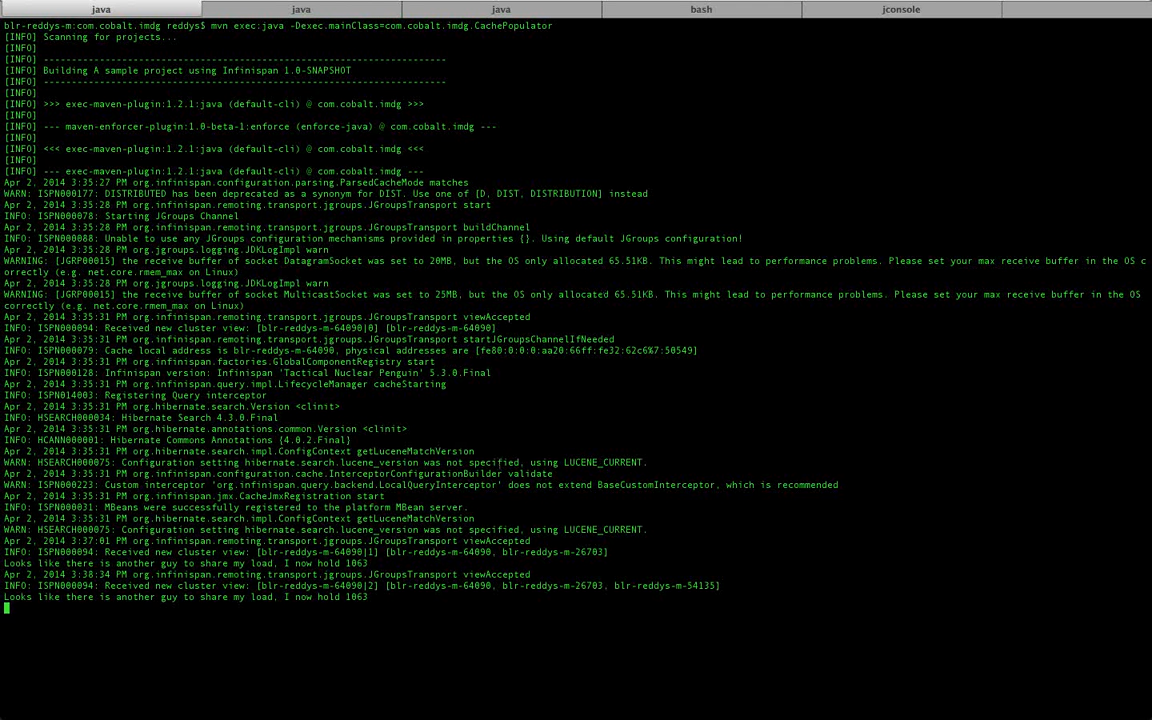 java java java bash jconsole
blr-reddys-m:com.cobalt.imdg reddys$ mvn exec:java -Dexec.mainClass=com.cobalt.imdg.CachePopulator
[INFO] Scanning for projects...
[INFO]
[INFO] ------------------------------------------------------------------------
[INFO] Building A sample project using Infinispan 1.0-SNAPSHOT
[INFO] ------------------------------------------------------------------------
[INFO]
[INFO] >>> exec-maven-plugin:1.2.1:java (default-cli) @ com.cobalt.imdg >>>
[INFO]
[INFO] --- maven-enforcer-plugin:1.0-beta-1:enforce (enforce-java) @ com.cobalt.imdg ---
[INFO]
[INFO] <<< exec-maven-plugin:1.2.1:java (default-cli) @ com.cobalt.imdg <<<
[INFO]
[INFO] --- exec-maven-plugin:1.2.1:java (default-cli) @ com.cobalt.imdg ---
Apr 2, 2014 3:35:27 PM org.infinispan.configuration.parsing.ParsedCacheMode matches
WARN: ISPN000177: DISTRIBUTED has been deprecated as a synonym for DIST. Use one of [D, DIST, DISTRIBUTION] instead
Apr 2, 2014 3:35:28 PM org.infinispan.remoting.transport.jgroups.JGroupsTransport start
INFO: ISPN000078: Starting JGroups Channel
Apr 2, 2014 3:35:28 PM org.infinispan.remoting.transport.jgroups.JGroupsTransport buildChannel
INFO: ISPN000088: Unable to use any JGroups configuration mechanisms provided in properties {}. Using default JGroups configuration!
Apr 2, 2014 3:35:28 PM org.jgroups.logging.JDKLogImpl warn
WARNING: [JGRP00015] the receive buffer of socket DatagramSocket was set to 20MB, but the OS only allocated 65.51KB. This might lead to performance problems. Please set your max receive buffer in the OS c
orrectly (e.g. net.core.rmem_max on Linux)
Apr 2, 2014 3:35:28 PM org.jgroups.logging.JDKLogImpl warn
WARNING: [JGRP00015] the receive buffer of socket MulticastSocket was set to 25MB, but the OS only allocated 65.51KB. This might lead to performance problems. Please set your max receive buffer in the OS
correctly (e.g. net.core.rmem_max on Linux)
Apr 2, 2014 3:35:31 PM org.infinispan.remoting.transport.jgroups.JGroupsTransport viewAccepted
INFO: ISPN000094: Received new cluster view: [blr-reddys-m-64090|0] [blr-reddys-m-64090]
Apr 2, 2014 3:35:31 PM org.infinispan.remoting.transport.jgroups.JGroupsTransport startJGroupsChannelIfNeeded
INFO: ISPN000079: Cache local address is blr-reddys-m-64090, physical addresses are [fe80:0:0:0:aa20:66ff:fe32:62c6%7:50549]
Apr 2, 2014 3:35:31 PM org.infinispan.factories.GlobalComponentRegistry start
INFO: ISPN000128: Infinispan version: Infinispan 'Tactical Nuclear Penguin' 5.3.0.Final
Apr 2, 2014 3:35:31 PM org.infinispan.query.impl.LifecycleManager cacheStarting
INFO: ISPN014003: Registering Query interceptor
Apr 2, 2014 3:35:31 PM org.hibernate.search.Version <clinit>
INFO: HSEARCH000034: Hibernate Search 4.3.0.Final
Apr 2, 2014 3:35:31 PM org.hibernate.annotations.common.Version <clinit>
INFO: HCANN000001: Hibernate Commons Annotations {4.0.2.Final}
Apr 2, 2014 3:35:31 PM org.hibernate.search.impl.ConfigContext getLuceneMatchVersion
WARN: HSEARCH000075: Configuration setting hibernate.search.lucene_version was not specified, using LUCENE_CURRENT.
Apr 2, 2014 3:35:31 PM org.infinispan.configuration.cache.InterceptorConfigurationBuilder validate
WARN: ISPN000223: Custom interceptor 'org.infinispan.query.backend.LocalQueryInterceptor' does not extend BaseCustomInterceptor, which is recommended
Apr 2, 2014 3:35:31 PM org.infinispan.jmx.CacheJmxRegistration start
INFO: ISPN000031: MBeans were successfully registered to the platform MBean server.
Apr 2, 2014 3:35:31 PM org.hibernate.search.impl.ConfigContext getLuceneMatchVersion
WARN: HSEARCH000075: Configuration setting hibernate.search.lucene_version was not specified, using LUCENE_CURRENT.
Apr 2, 2014 3:37:01 PM org.infinispan.remoting.transport.jgroups.JGroupsTransport viewAccepted
INFO: ISPN000094: Received new cluster view: [blr-reddys-m-64090|1] [blr-reddys-m-64090, blr-reddys-m-26703]
Looks like there is another guy to share my load, I now hold 1063
Apr 2, 2014 3:38:34 PM org.infinispan.remoting.transport.jgroups.JGroupsTransport viewAccepted
INFO: ISPN000094: Received new cluster view: [blr-reddys-m-64090|2] [blr-reddys-m-64090, blr-reddys-m-26703, blr-reddys-m-54135]
Looks like there is another guy to share my load, I now hold 1063